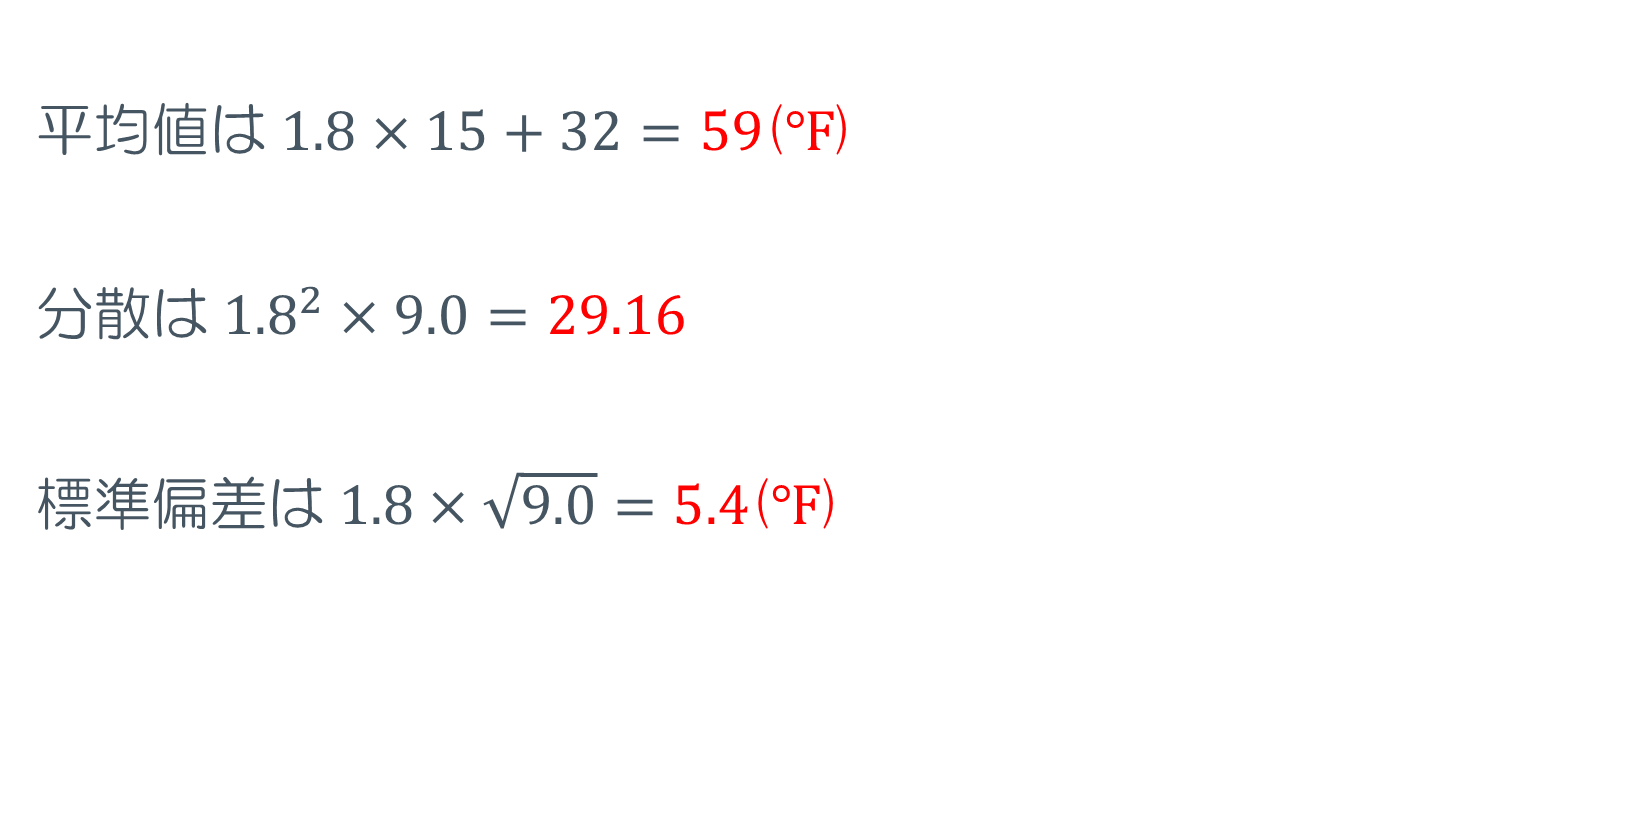 平均値は 1.8 × 15 + 32 = 59(°F)
分散は 1.8² × 9.0 = 29.16
標準偏差は 1.8 × √9.0 = 5.4(°F)